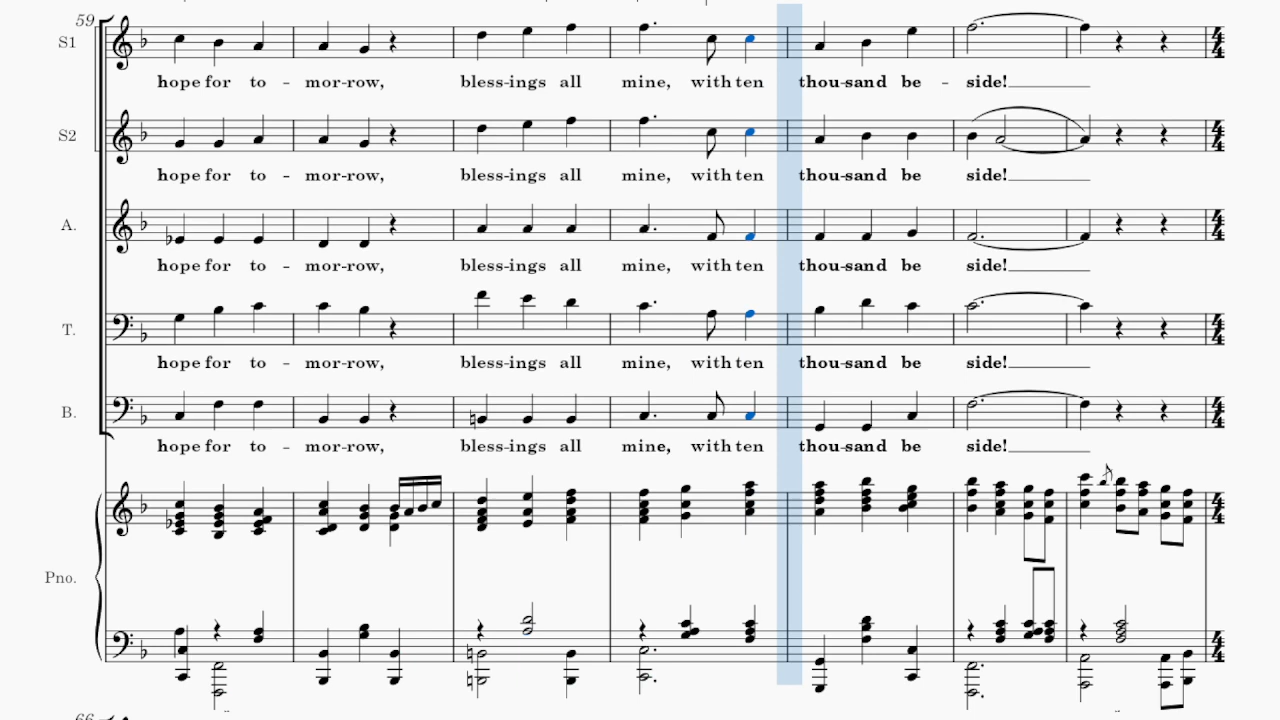 59
S1
hope for to - mor-row, bless-ings all mine, with ten thou-sand be - side!
S2
hope for to - mor-row, bless-ings all mine, with ten thou-sand be side!
A.
hope for to - mor-row, bless-ings all mine, with ten thou-sand be side!
T.
hope for to - mor-row, bless-ings all mine, with ten thou-sand be side!
B.
hope for to - mor-row, bless-ings all mine, with ten thou-sand be side!
Pno.
66